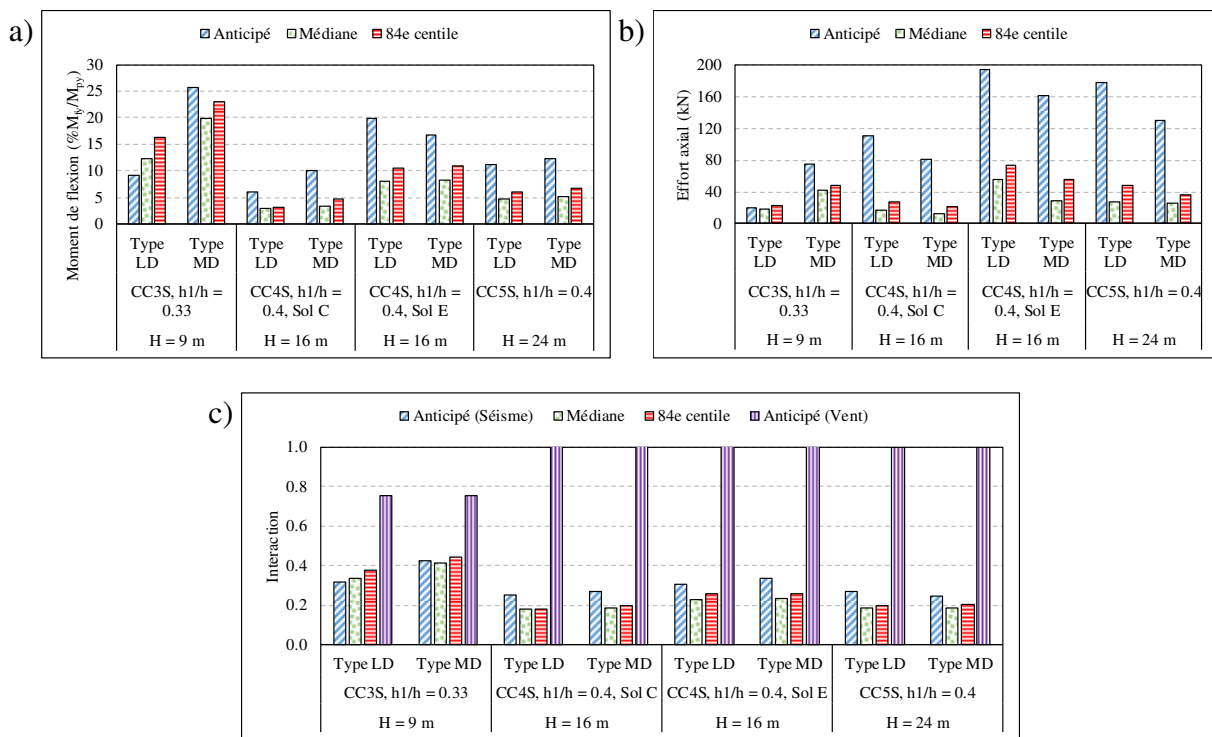 a)
Anticipé Médiane 84e centile
Moment de flexion (%Mfy/Mpy)
30
25
20
15
10
5
0
Type LD Type MD Type LD Type MD Type LD Type MD Type LD Type MD
CC3S, h1/h = 0.33 CC4S, h1/h = 0.4, Sol C CC4S, h1/h = 0.4, Sol E CC5S, h1/h = 0.4
H = 9 m H = 16 m H = 16 m H = 24 m
b)
Anticipé Médiane 84e centile
Effort axial (kN)
200
160
120
80
40
0
Type LD Type MD Type LD Type MD Type LD Type MD Type LD Type MD
CC3S, h1/h = 0.33 CC4S, h1/h = 0.4, Sol C CC4S, h1/h = 0.4, Sol E CC5S, h1/h = 0.4
H = 9 m H = 16 m H = 16 m H = 24 m
c)
Anticipé (Séisme) Médiane 84e centile Anticipé (Vent)
Interaction
1.0
0.8
0.6
0.4
0.2
0.0
Type LD Type MD Type LD Type MD Type LD Type MD Type LD Type MD
CC3S, h1/h = 0.33 CC4S, h1/h = 0.4, Sol C CC4S, h1/h = 0.4, Sol E CC5S, h1/h = 0.4
H = 9 m H = 16 m H = 16 m H = 24 m